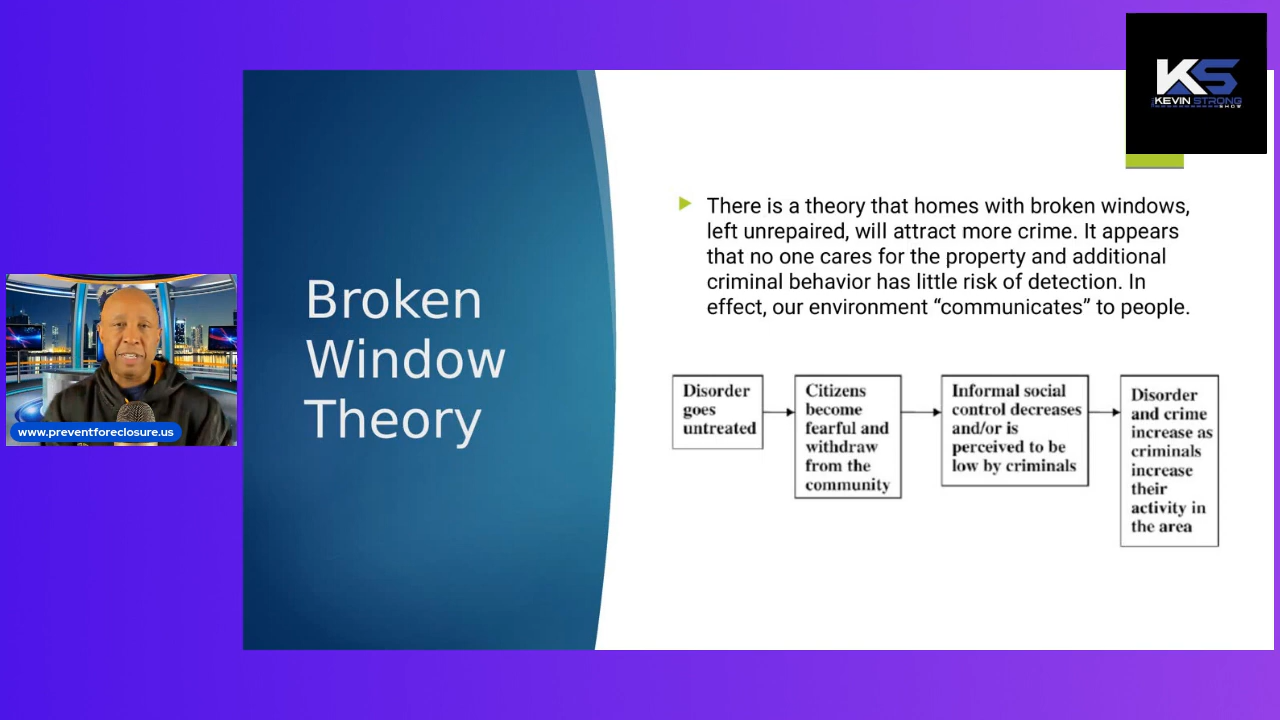 KS
KEVIN STRONG
SHOW
Broken
Window
Theory
There is a theory that homes with broken windows,
left unrepaired, will attract more crime. It appears
that no one cares for the property and additional
criminal behavior has little risk of detection. In
effect, our environment “communicates” to people.
Disorder
goes
untreated
Citizens
become
fearful and
withdraw
from the
community
Informal social
control decreases
and/or is
perceived to be
low by criminals
Disorder
and crime
increase as
criminals
increase
their
activity in
the area
www.preventforeclosure.us